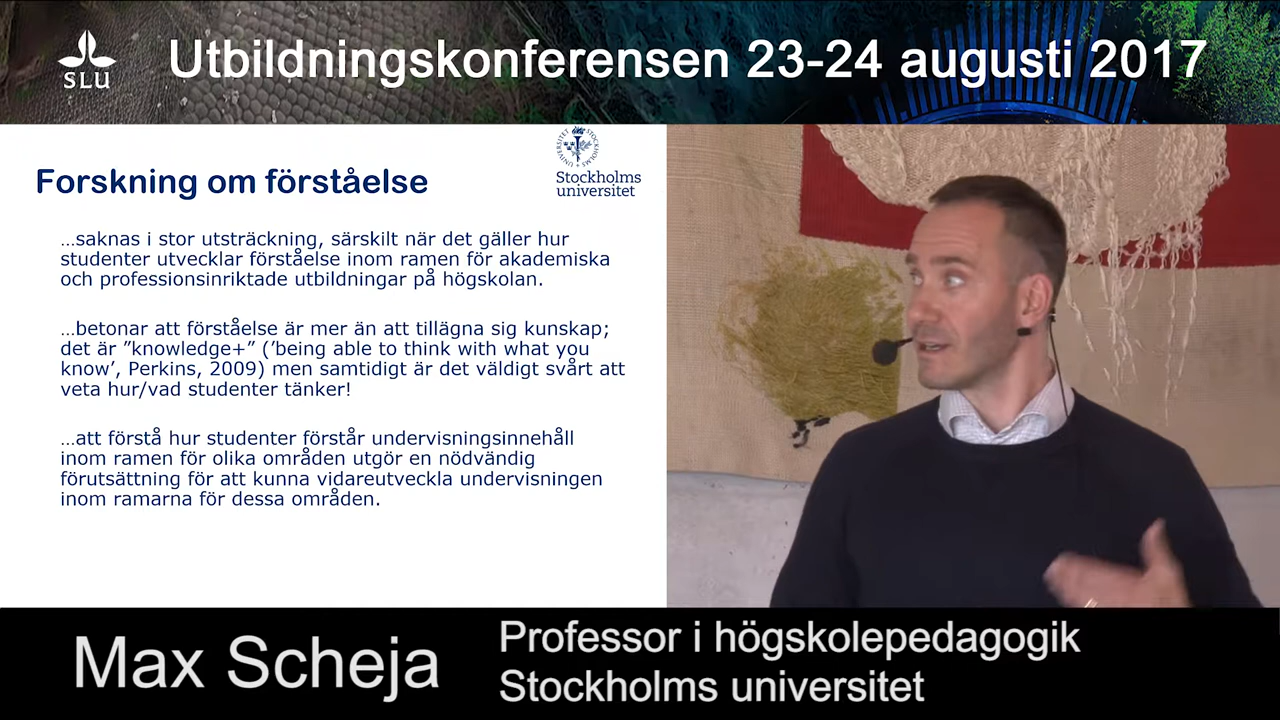 SLU
Utbildningskonferensen 23-24 augusti 2017
Forskning om förståelse
STOCKHOLMS UNIVERSITET
Stockholms
universitet
…saknas i stor utsträckning, särskilt när det gäller hur
studenter utvecklar förståelse inom ramen för akademiska
och professionsinriktade utbildningar på högskolan.
…betonar att förståelse är mer än att tillägna sig kunskap;
det är ”knowledge+” (’being able to think with what you
know’, Perkins, 2009) men samtidigt är det väldigt svårt att
veta hur/vad studenter tänker!
…att förstå hur studenter förstår undervisningsinnehåll
inom ramen för olika områden utgör en nödvändig
förutsättning för att kunna vidareutveckla undervisningen
inom ramarna för dessa områden.
Max Scheja
Professor i högskolepedagogik
Stockholms universitet